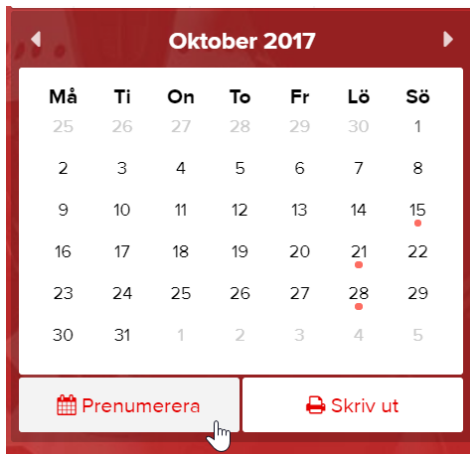 Oktober 2017
Må Ti On To Fr Lö Sö
25 26 27 28 29 30 1
2 3 4 5 6 7 8
9 10 11 12 13 14 15
16 17 18 19 20 21 22
23 24 25 26 27 28 29
30 31 1 2 3 4 5
Prenumerera Skriv ut